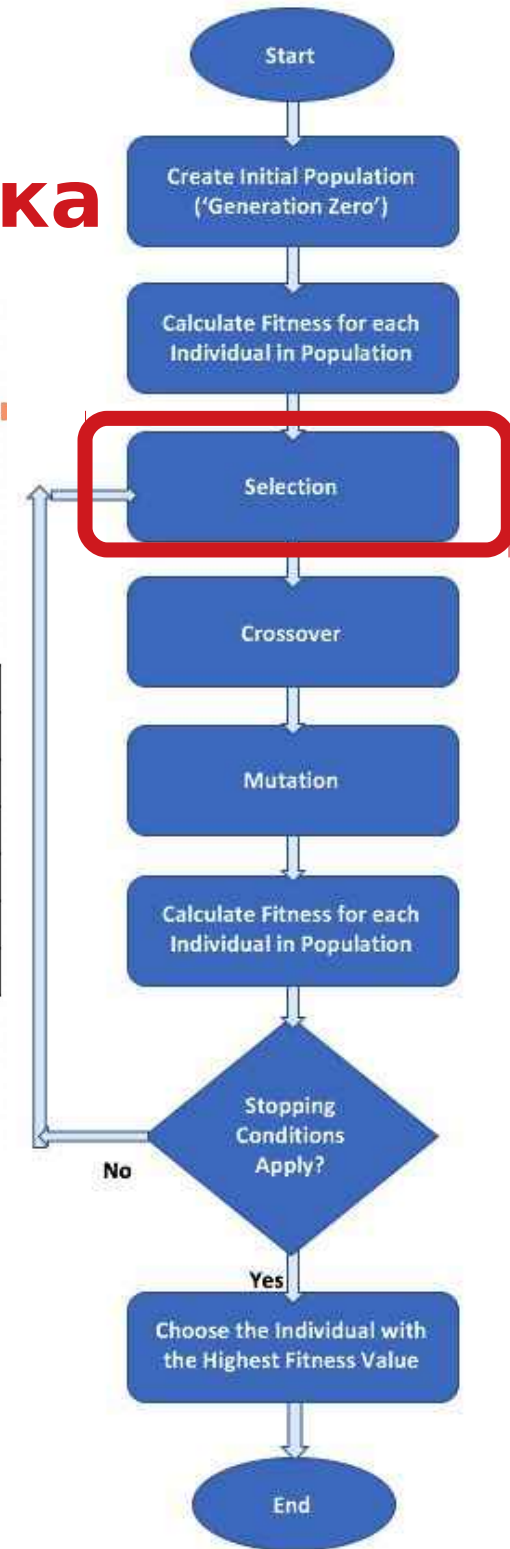 Start
ка
Create Initial Population
(‘Generation Zero’)
Calculate Fitness for each
Individual in Population
Selection
Crossover
Mutation
Calculate Fitness for each
Individual in Population
Stopping
Conditions
Apply?
No
Yes
Choose the Individual with
the Highest Fitness Value
End